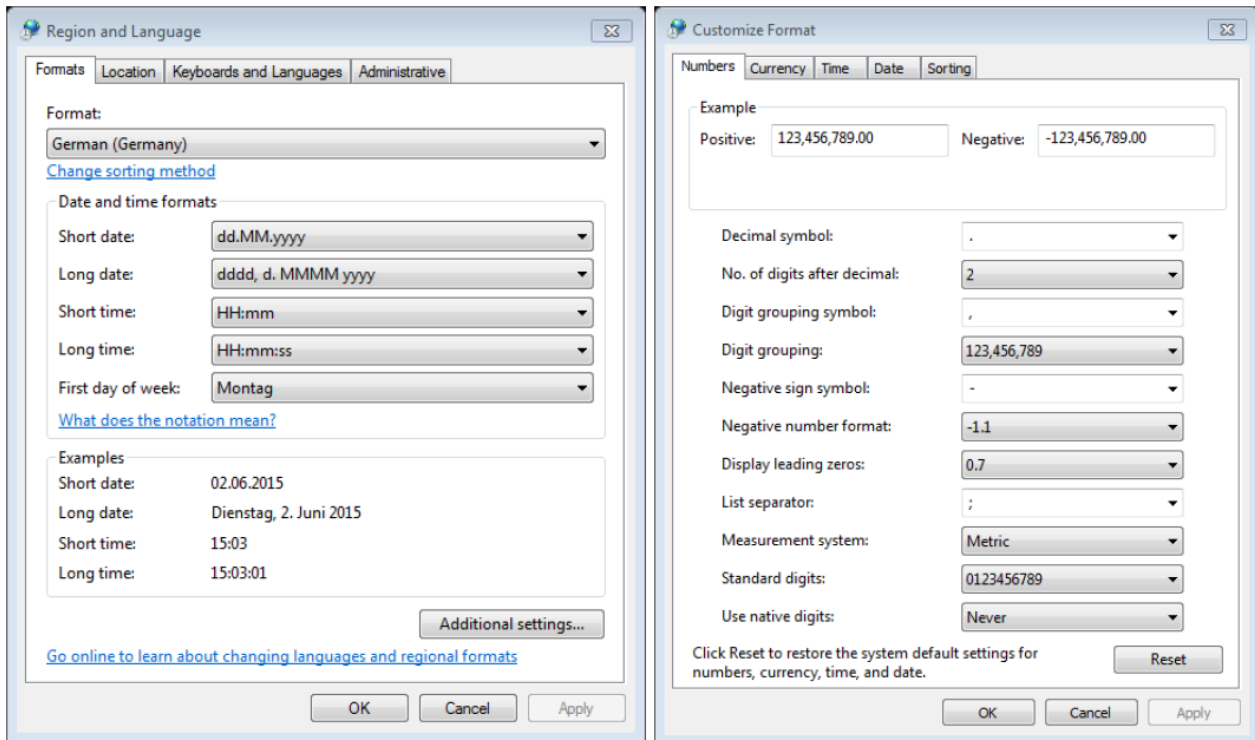 Region and Language
Formats Location Keyboards and Languages Administrative
Format:
German (Germany)
Change sorting method
Date and time formats
Short date: dd.MM.yyyy
Long date: dddd, d. MMMM yyyy
Short time: HH:mm
Long time: HH:mm:ss
First day of week: Montag
What does the notation mean?
Examples
Short date: 02.06.2015
Long date: Dienstag, 2. Juni 2015
Short time: 15:03
Long time: 15:03:01
Additional settings...
Go online to learn about changing languages and regional formats
OK Cancel Apply
Customize Format
Numbers Currency Time Date Sorting
Example
Positive: 123,456,789.00 Negative: -123,456,789.00
Decimal symbol: .
No. of digits after decimal: 2
Digit grouping symbol: ,
Digit grouping: 123,456,789
Negative sign symbol: -
Negative number format: -1.1
Display leading zeros: 0.7
List separator: ;
Measurement system: Metric
Standard digits: 0123456789
Use native digits: Never
Click Reset to restore the system default settings for
numbers, currency, time, and date.
Reset
OK Cancel Apply